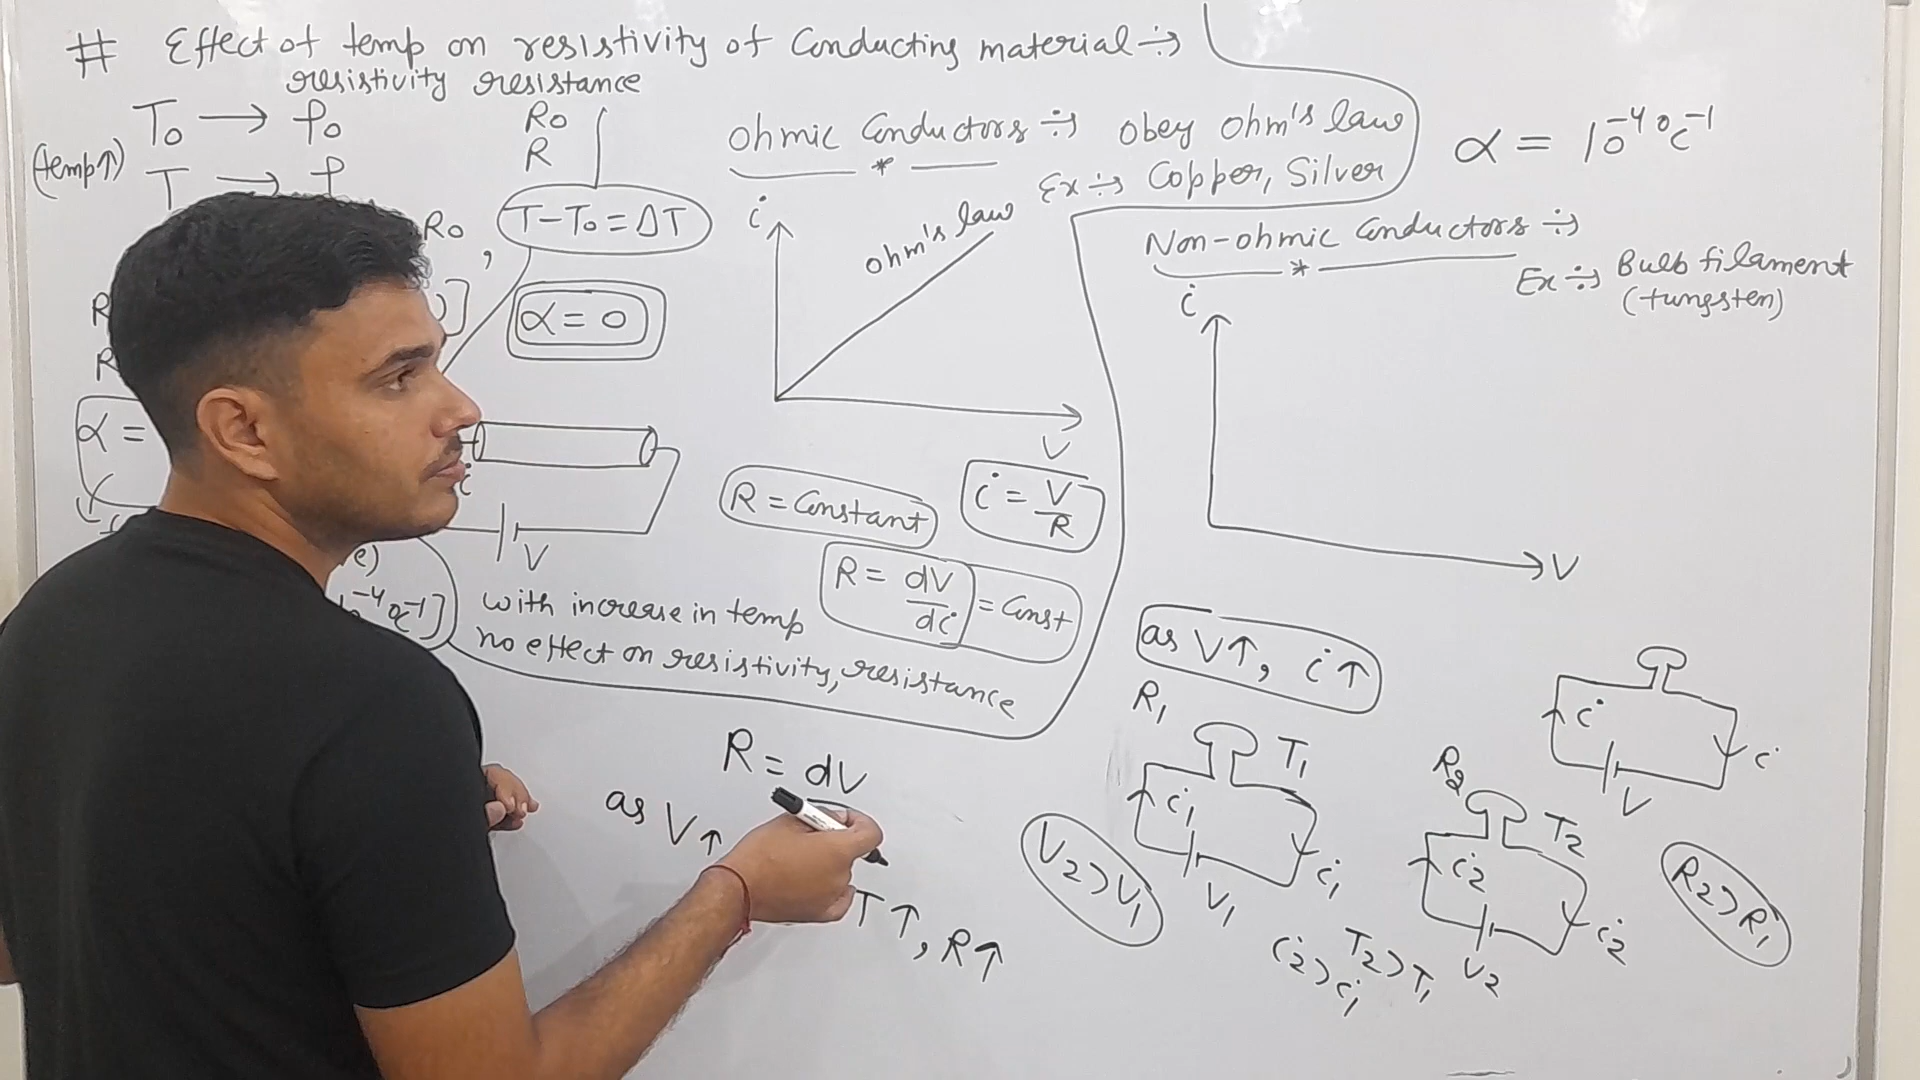 # Effect of temp on resistivity of Conducting material ÷>
resistivity resistance
T₀ → ρ₀
R₀
(temp↑)
T → ρ
R
R₀ , T-T₀ = ΔT
α = 0
α =
i
V
with increase in temp
no effect on resistivity, resistance
ohmic Conductors ÷> obey ohm's law
Ex ÷> Copper, Silver
i
ohm's law
V
R = Constant
i = V/R
R = dV/di = Const
α = 10⁻⁴ °C⁻¹
Non-ohmic Conductors ÷>
Ex ÷> Bulb filament
(tungsten)
i
V
as V↑, i↑
R = dV
as V↑
T↑, R↑
V₂>V₁
R₁
T₁
i₁
i₁
V₁
i₂>i₁
T₂>T₁
R₂
T₂
i₂
i₂
V₂
i
i
V
R₂>R₁